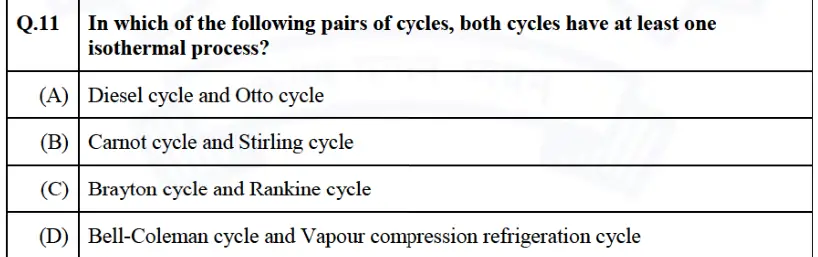 Q.11 In which of the following pairs of cycles, both cycles have at least one
isothermal process?
(A) Diesel cycle and Otto cycle
(B) Carnot cycle and Stirling cycle
(C) Brayton cycle and Rankine cycle
(D) Bell-Coleman cycle and Vapour compression refrigeration cycle